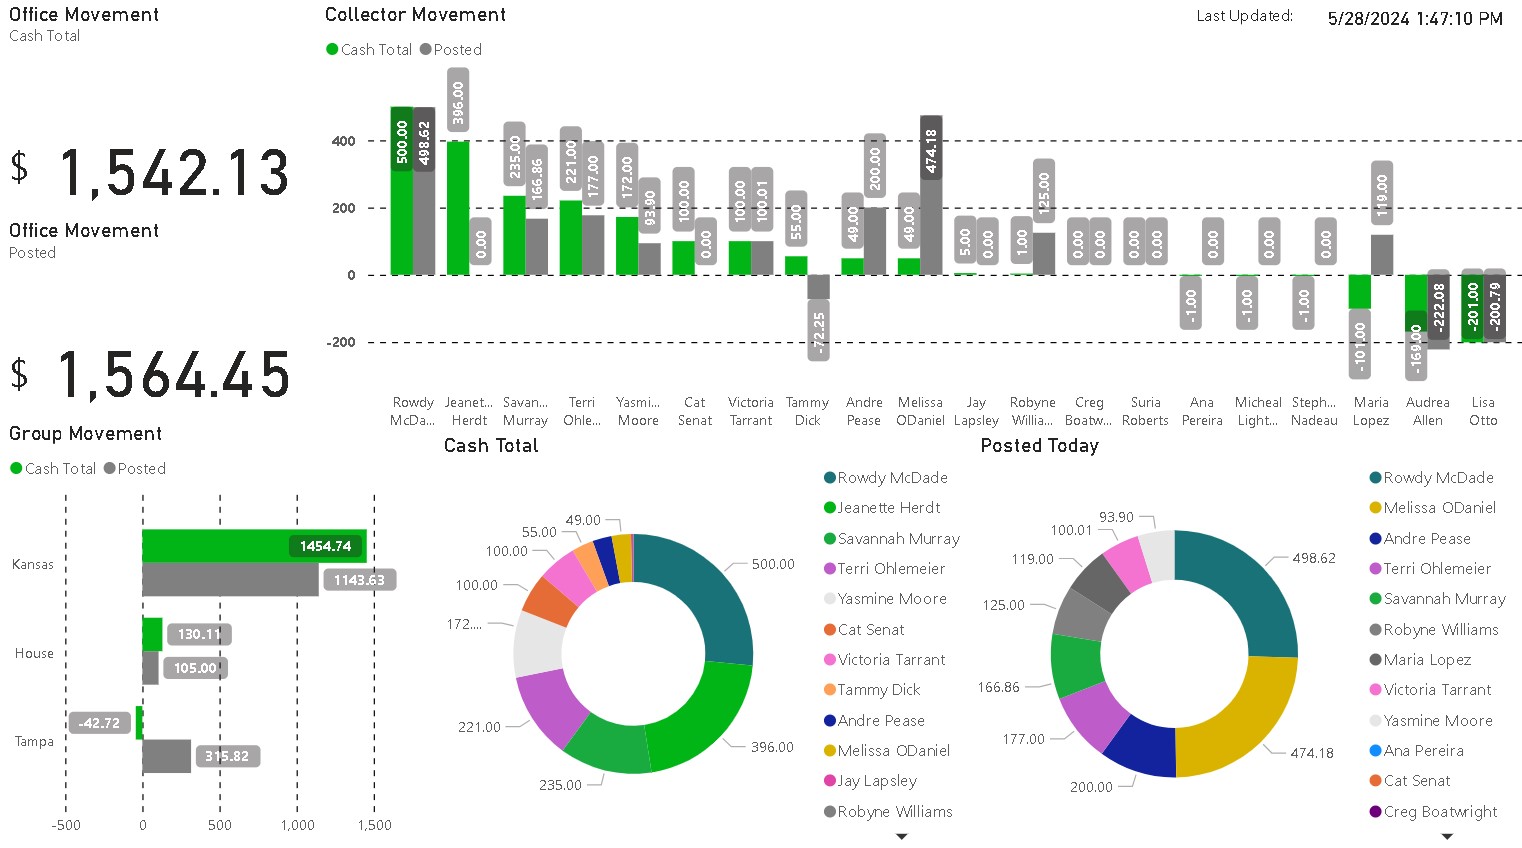 Office Movement
Cash Total
$ 1,542.13
Office Movement
Posted
$ 1,564.45
Collector Movement
Cash Total Posted
Last Updated: 5/28/2024 1:47:10 PM
400
200
0
-200
500.00 498.62
396.00 0.00
235.00 166.86
221.00 177.00
172.00 93.90
100.00 0.00
100.00 100.01
55.00 -72.25
49.00 200.00
49.00 474.18
5.00 0.00
1.00 125.00
0.00 0.00
0.00 0.00
-1.00 0.00
-1.00 0.00
-1.00 0.00
-101.00 119.00
-169.00 -222.08
-201.00 -200.79
Rowdy McDa...
Jeanet... Herdt
Savan... Murray
Terri Ohle...
Yasmi... Moore
Cat Senat
Victoria Tarrant
Tammy Dick
Andre Pease
Melissa ODaniel
Jay Lapsley
Robyne Willia...
Creg Boatw...
Suria Roberts
Ana Pereira
Micheal Light...
Steph... Nadeau
Maria Lopez
Audrea Allen
Lisa Otto
Group Movement
Cash Total Posted
Kansas
1454.74
1143.63
House
130.11
105.00
Tampa
-42.72
315.82
-500 0 500 1,000 1,500
Cash Total
500.00
396.00
235.00
221.00
172....
100.00
100.00
55.00
49.00
Rowdy McDade
Jeanette Herdt
Savannah Murray
Terri Ohlemeier
Yasmine Moore
Cat Senat
Victoria Tarrant
Tammy Dick
Andre Pease
Melissa ODaniel
Jay Lapsley
Robyne Williams
Posted Today
498.62
474.18
200.00
177.00
166.86
125.00
119.00
100.01
93.90
Rowdy McDade
Melissa ODaniel
Andre Pease
Terri Ohlemeier
Savannah Murray
Robyne Williams
Maria Lopez
Victoria Tarrant
Yasmine Moore
Ana Pereira
Cat Senat
Creg Boatwright